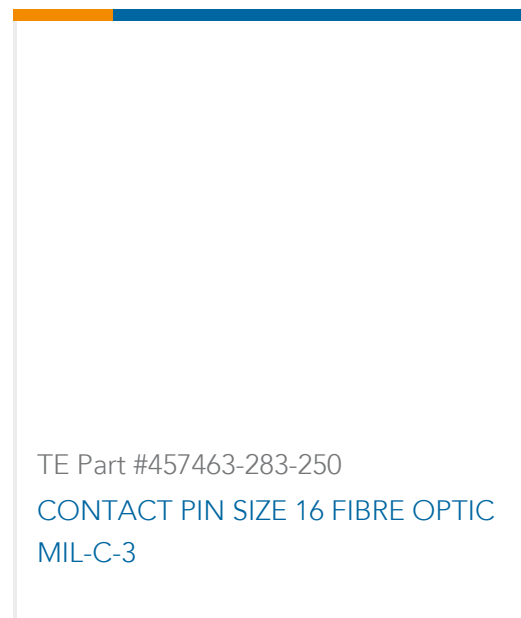 TE Part #457463-283-250
CONTACT PIN SIZE 16 FIBRE OPTIC
MIL-C-3